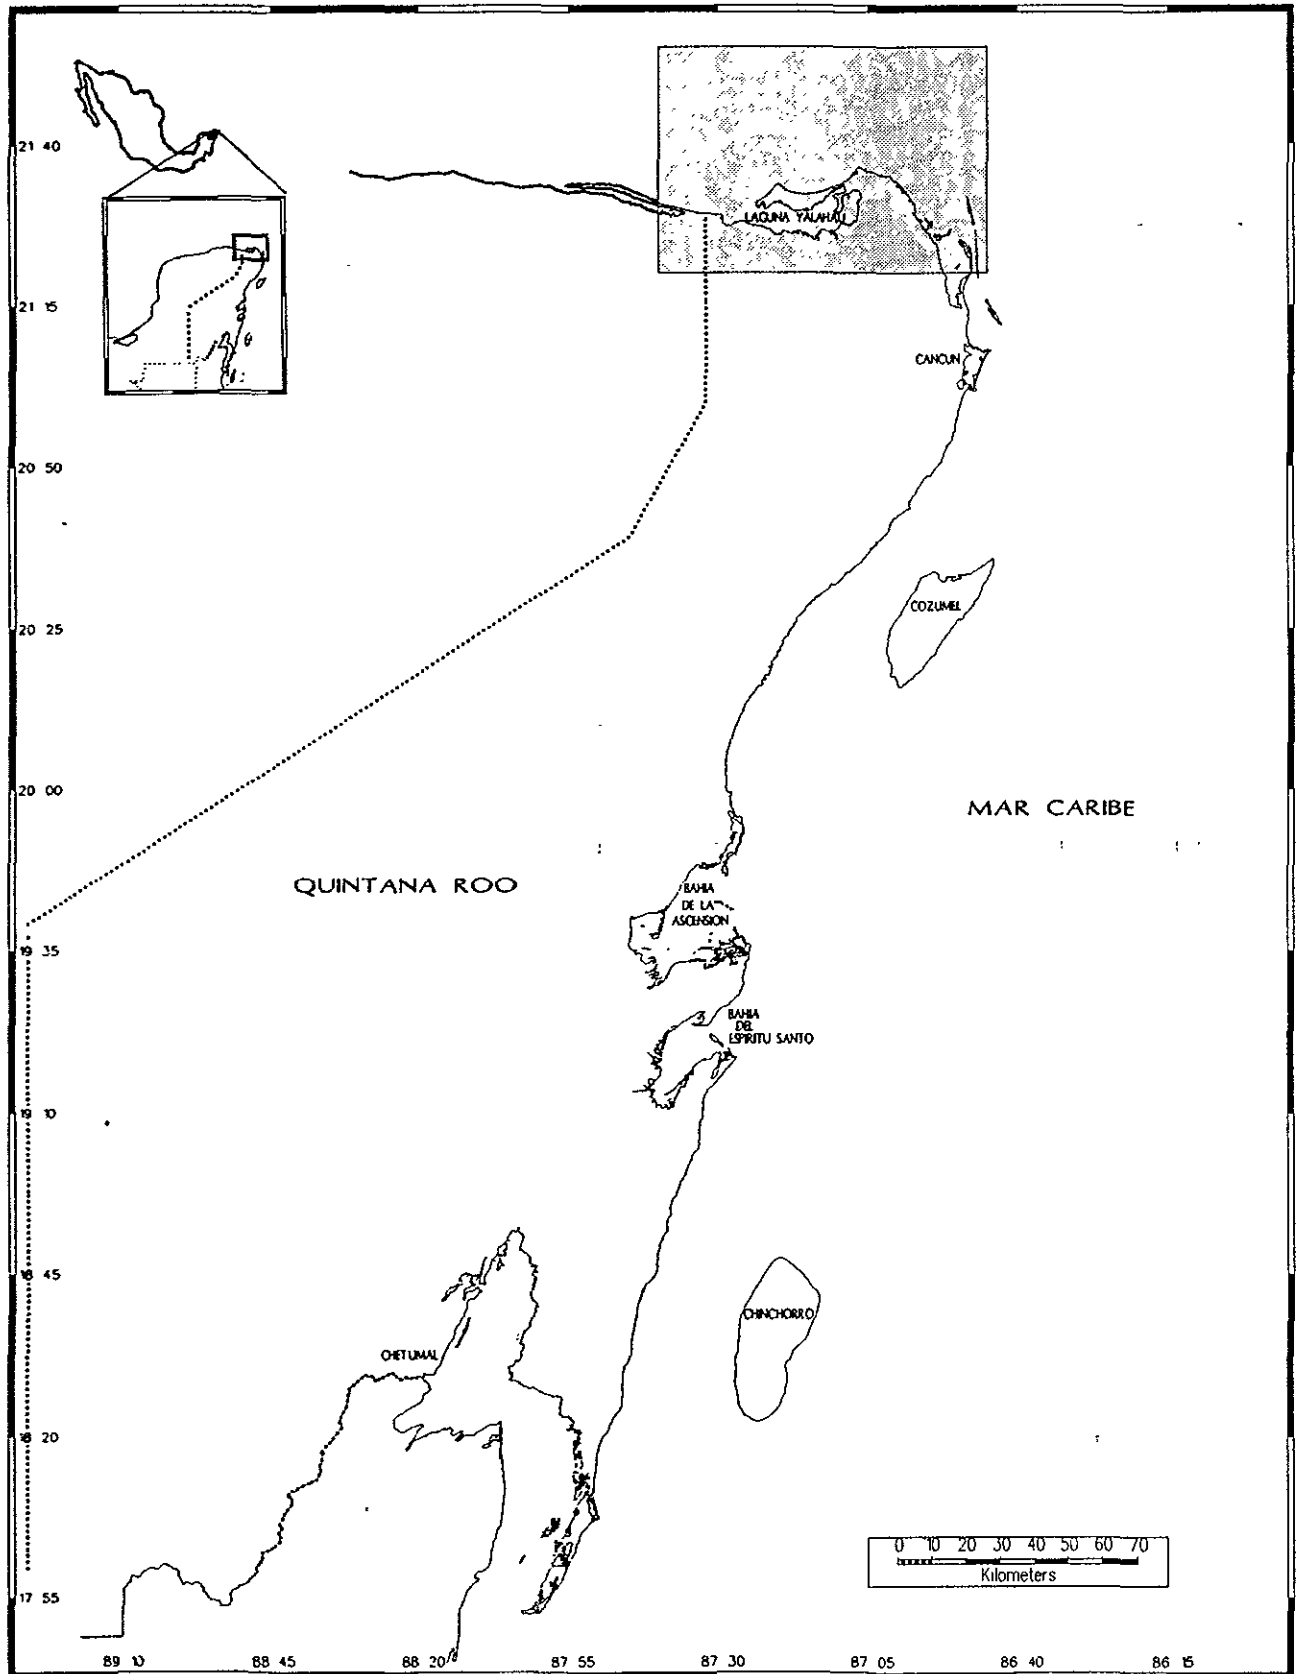 21 40
LAGUNA YALAHAU
21 15
CANCUN
20 50
COZUMEL
20 25
20 00
MAR CARIBE
QUINTANA ROO
BAHIA
DE LA
ASCENSION
19 35
BAHIA
DEL
ESPIRITU SANTO
19 10
18 45
CHINCHORRO
CHETUMAL
18 20
0 10 20 30 40 50 60 70
Kilometers
17 55
89 10 88 45 88 20 87 55 87 30 87 05 86 40 86 15